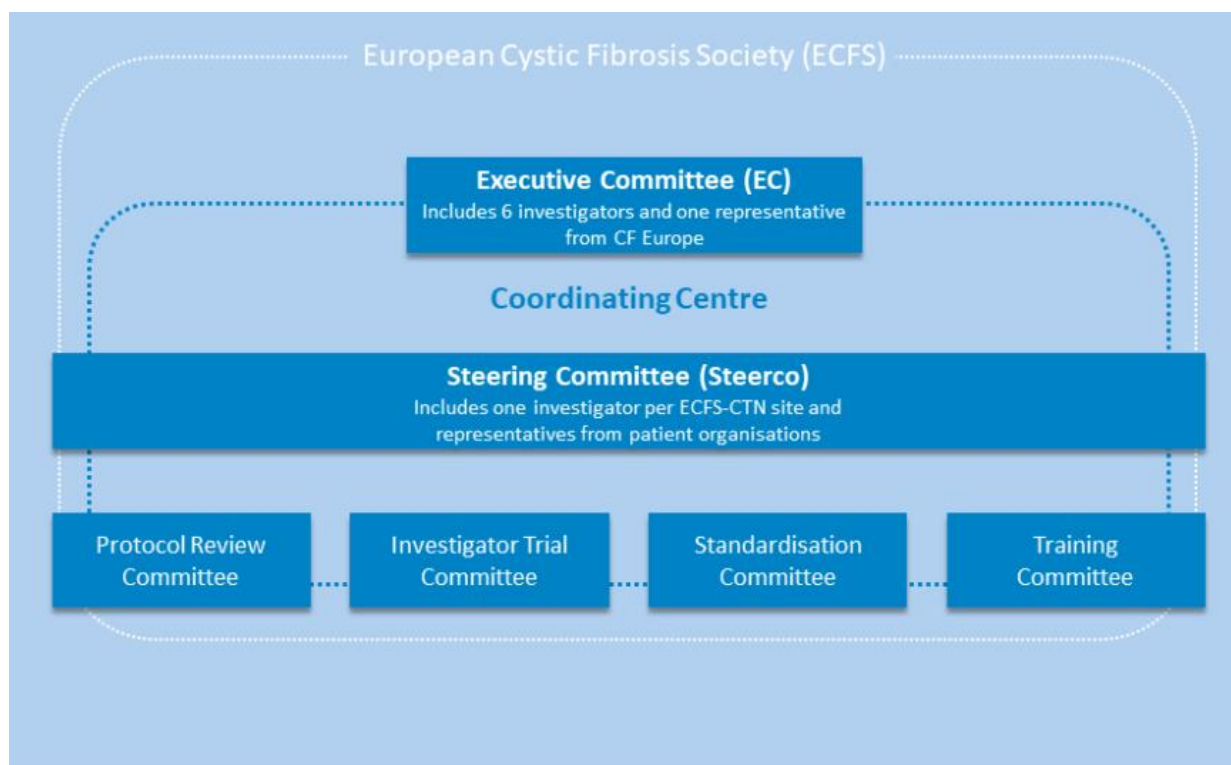 European Cystic Fibrosis Society (ECFS)
Executive Committee (EC)
Includes 6 investigators and one representative
from CF Europe
Coordinating Centre
Steering Committee (Steerco)
Includes one investigator per ECFS-CTN site and
representatives from patient organisations
Protocol Review
Committee
Investigator Trial
Committee
Standardisation
Committee
Training
Committee